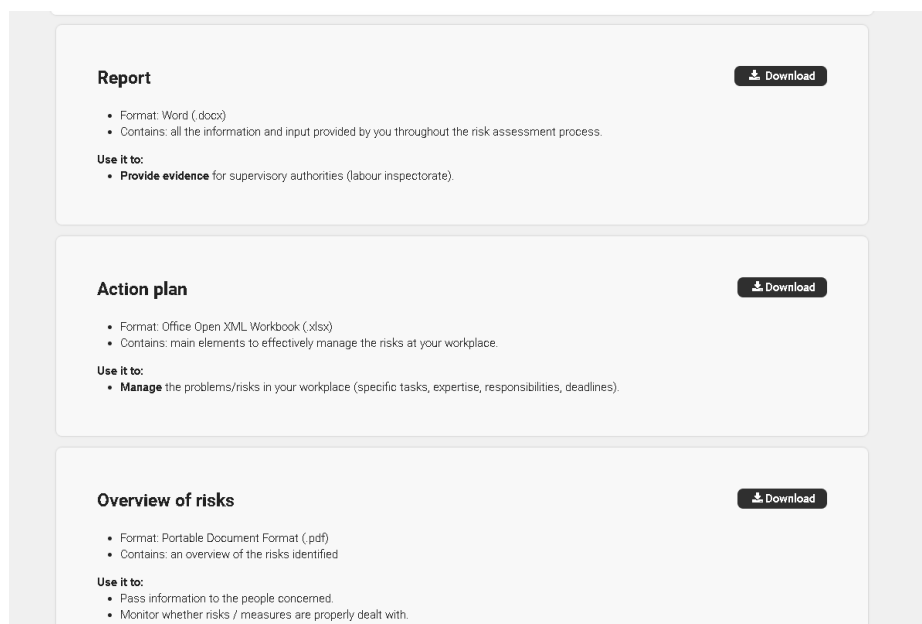 Report
Download
Format: Word (.docx)
Contains: all the information and input provided by you throughout the risk assessment process.
Use it to:
Provide evidence for supervisory authorities (labour inspectorate).
Action plan
Download
Format: Office Open XML Workbook (.xlsx)
Contains: main elements to effectively manage the risks at your workplace.
Use it to:
Manage the problems/risks in your workplace (specific tasks, expertise, responsibilities, deadlines).
Overview of risks
Download
Format: Portable Document Format (.pdf)
Contains: an overview of the risks identified
Use it to:
Pass information to the people concerned.
Monitor whether risks / measures are properly dealt with.